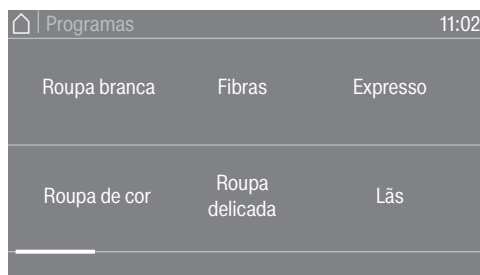 Programas 11:02
Roupa branca Fibras Expresso
Roupa de cor Roupa delicada Lãs